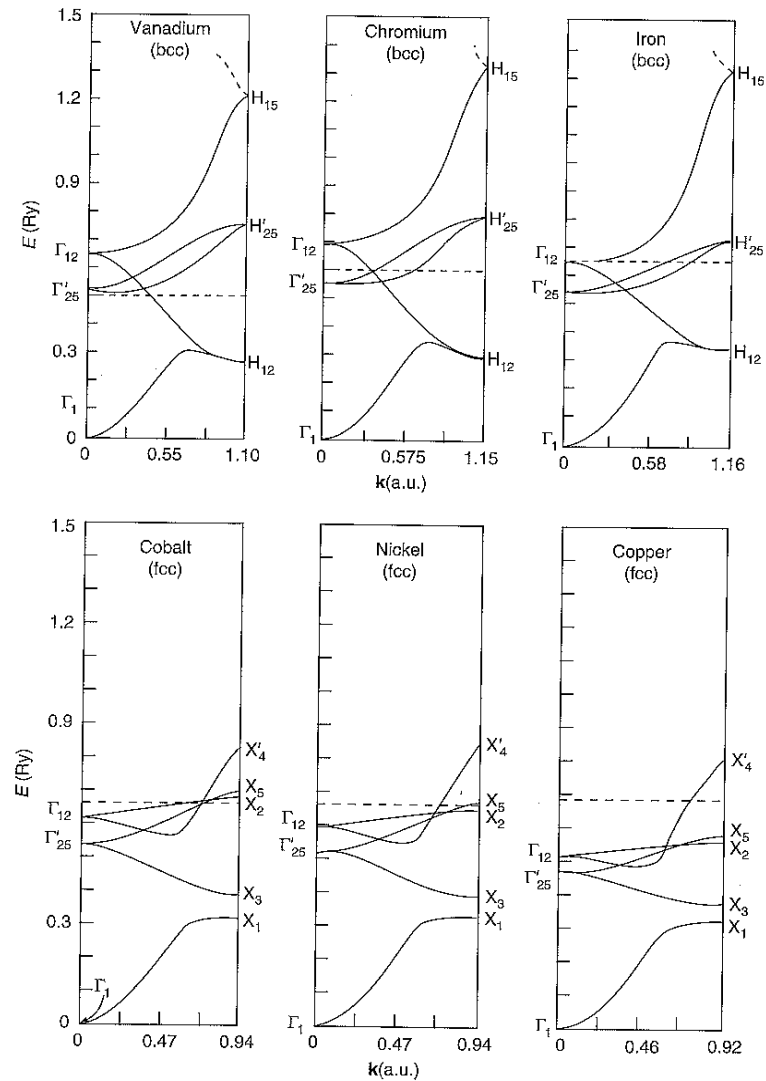 1.5
1.2
0.9
0.3
0
E (Ry)
Vanadium
(bcc)
Γ12
Γ′25
Γ1
H15
H′25
H12
0
0.55
1.10
Chromium
(bcc)
Γ12
Γ′25
Γ1
H15
H′25
H12
0
0.575
1.15
k(a.u.)
Iron
(bcc)
Γ12
Γ′25
Γ1
H15
H′25
H12
0
0.58
1.16
1.5
1.2
0.9
0.3
0
E (Ry)
Cobalt
(fcc)
Γ12
Γ′25
Γ1
X′4
X5
X2
X3
X1
0
0.47
0.94
Nickel
(fcc)
Γ12
Γ′25
Γ1
X′4
X5
X2
X3
X1
0
0.47
0.94
k(a.u.)
Copper
(fcc)
Γ12
Γ′25
Γ1
X′4
X5
X2
X3
X1
0
0.46
0.92